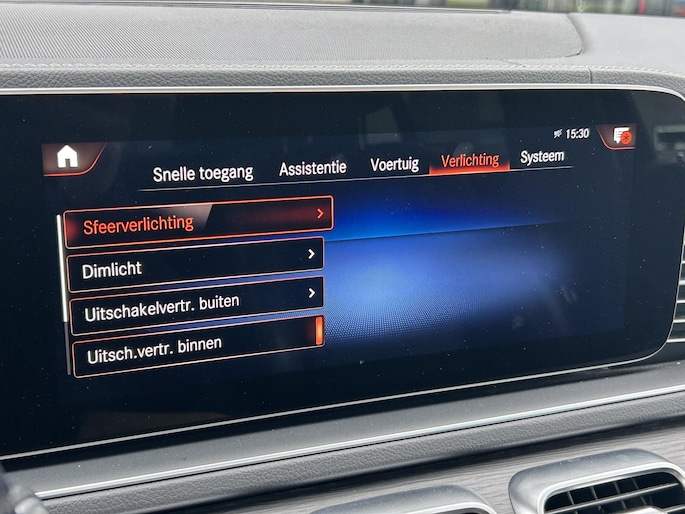 15:30
Snelle toegang Assistentie Voertuig Verlichting Systeem
Sfeerverlichting
Dimlicht
Uitschakelvertr. buiten
Uitsch.vertr. binnen